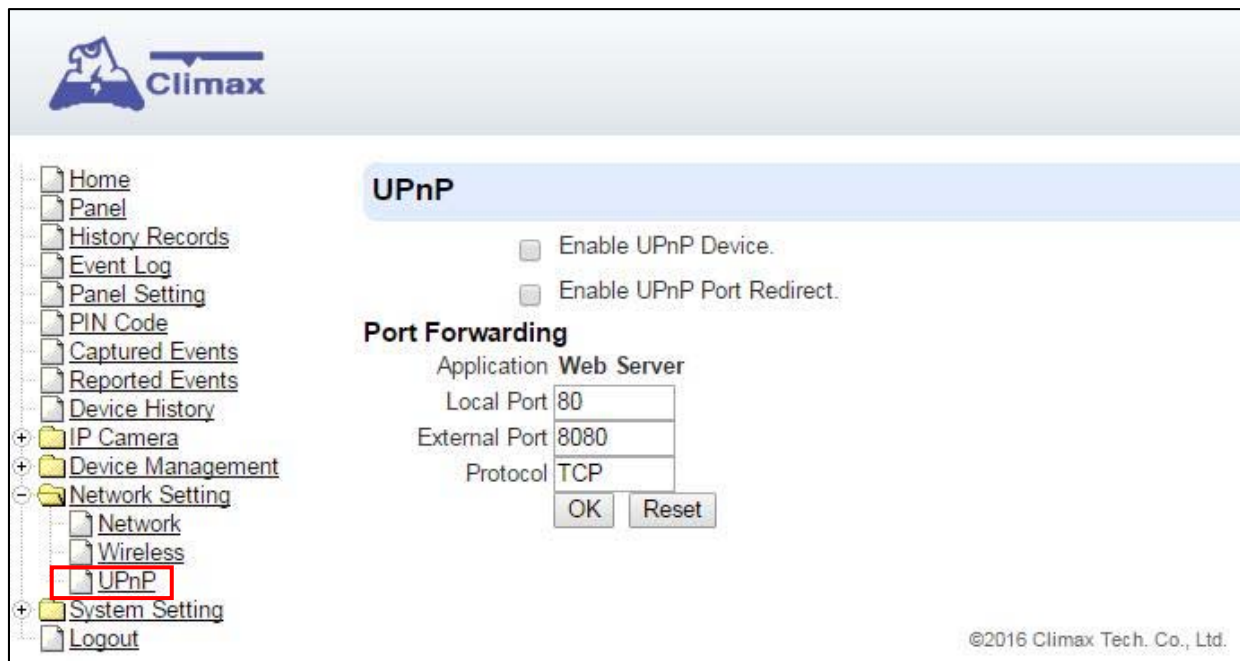 Climax
Home
Panel
History Records
Event Log
Panel Setting
PIN Code
Captured Events
Reported Events
Device History
IP Camera
Device Management
Network Setting
Network
Wireless
UPnP
System Setting
Logout
UPnP
Enable UPnP Device.
Enable UPnP Port Redirect.
Port Forwarding
Application Web Server
Local Port 80
External Port 8080
Protocol TCP
OK Reset
©2016 Climax Tech. Co., Ltd.